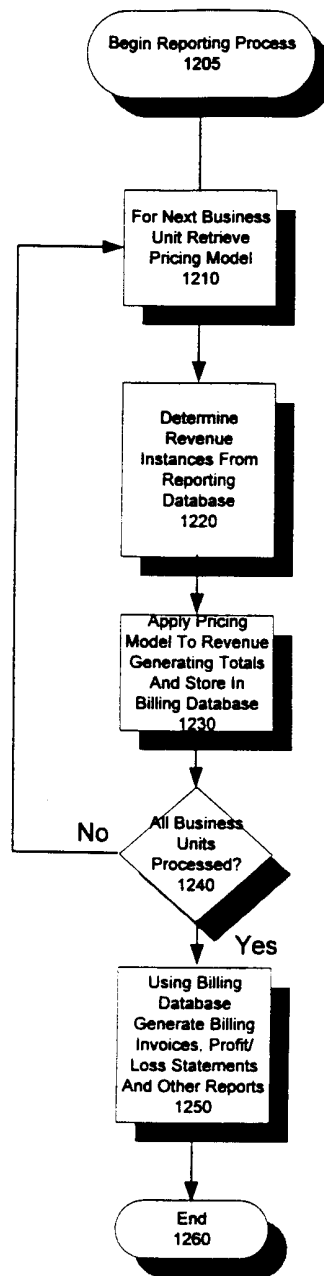 Begin Reporting Process
1205
For Next Business
Unit Retrieve
Pricing Model
1210
Determine
Revenue
Instances From
Reporting
Database
1220
Apply Pricing
Model To Revenue
Generating Totals
And Store In
Billing Database
1230
All Business
Units
Processed?
1240
No
Yes
Using Billing
Database
Generate Billing
Invoices, Profit/
Loss Statements
And Other Reports
1250
End
1260